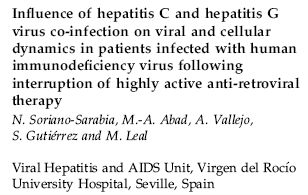 Influence of hepatitis C and hepatitis G
virus co-infection on viral and cellular
dynamics in patients infected with human
immunodeficiency virus following
interruption of highly active anti-retroviral
therapy
N. Soriano-Sarabia, M.-A. Abad, A. Vallejo,
S. Gutiérrez and M. Leal
Viral Hepatitis and AIDS Unit, Virgen del Rocío
University Hospital, Seville, Spain